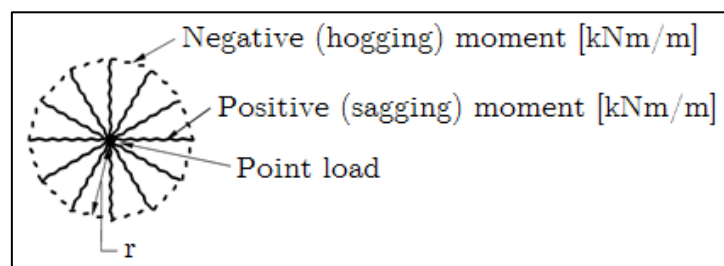 Negative (hogging) moment [kNm/m]
Positive (sagging) moment [kNm/m]
Point load
r